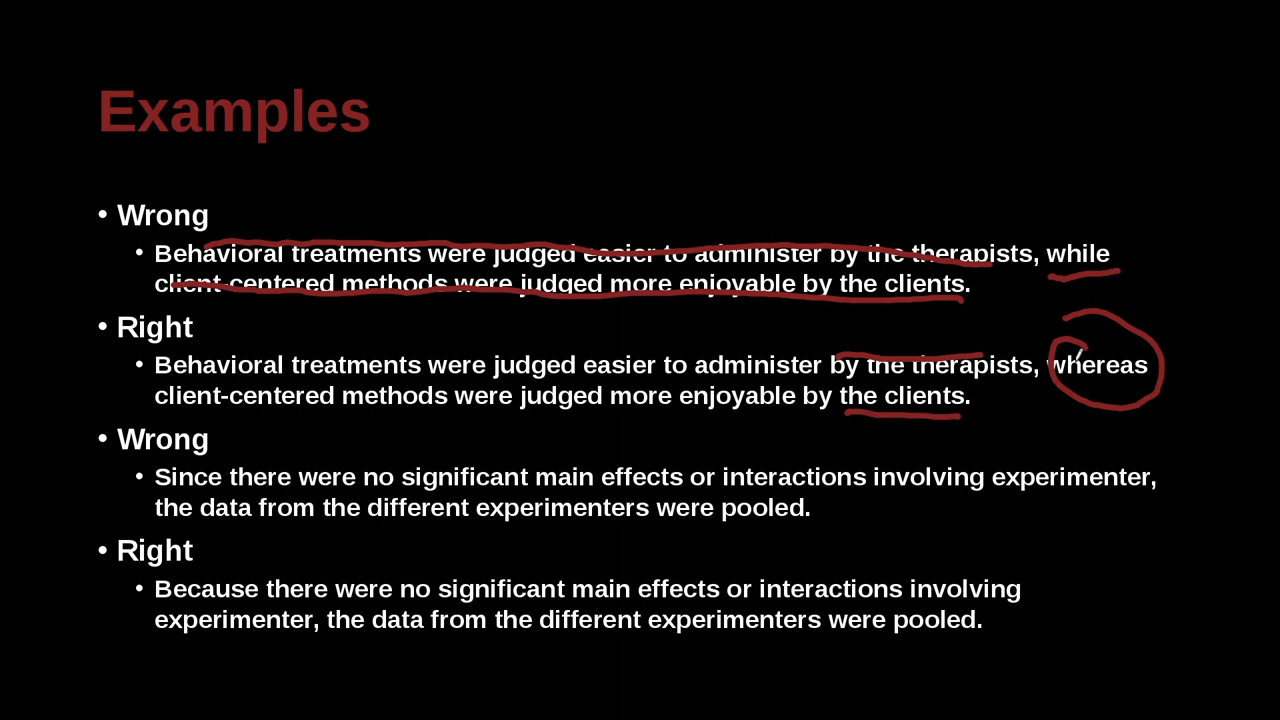 Examples
• Wrong
• Behavioral treatments were judged easier to administer by the therapists, while
client-centered methods were judged more enjoyable by the clients.
• Right
• Behavioral treatments were judged easier to administer by the therapists, whereas
client-centered methods were judged more enjoyable by the clients.
• Wrong
• Since there were no significant main effects or interactions involving experimenter,
the data from the different experimenters were pooled.
• Right
• Because there were no significant main effects or interactions involving
experimenter, the data from the different experimenters were pooled.